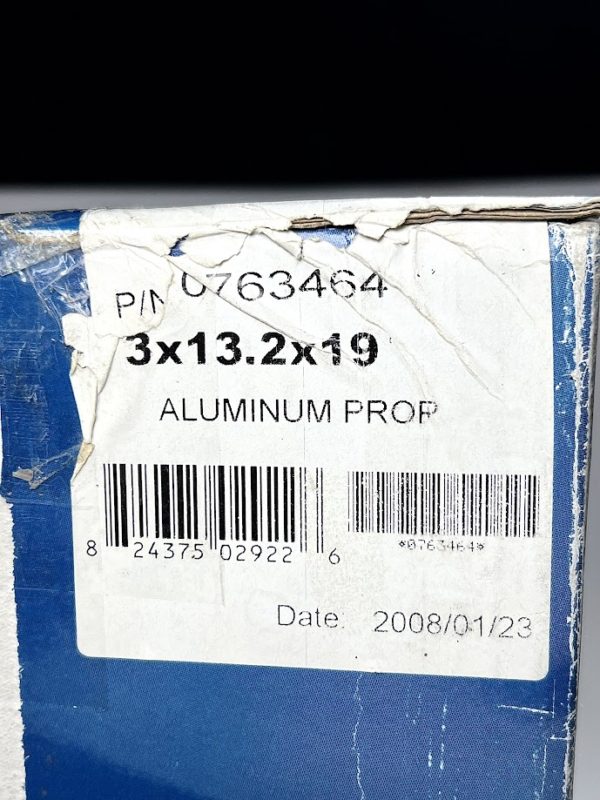 P/N 0763464
3x13.2x19
ALUMINUM PROP
8 24375 02922 6
*0763464*
Date: 2008/01/23